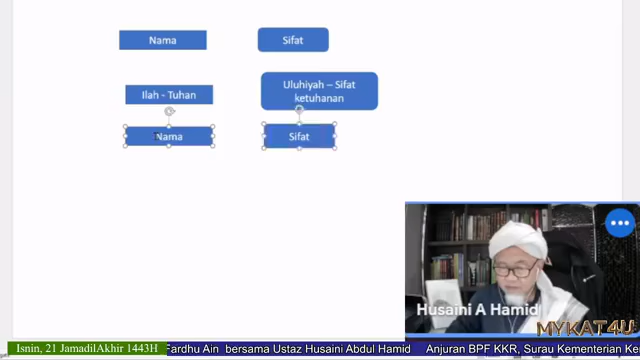 Nama
Sifat
Ilah - Tuhan
Uluhiyah – Sifat
ketuhanan
Nama
Sifat
Husaini A Hamid
MYKAT4U
Isnin, 21 JamadilAkhir 1443H
Fardhu Ain bersama Ustaz Husaini Abdul Hamid Anjuran BPF KKR, Surau Kementerian Ke